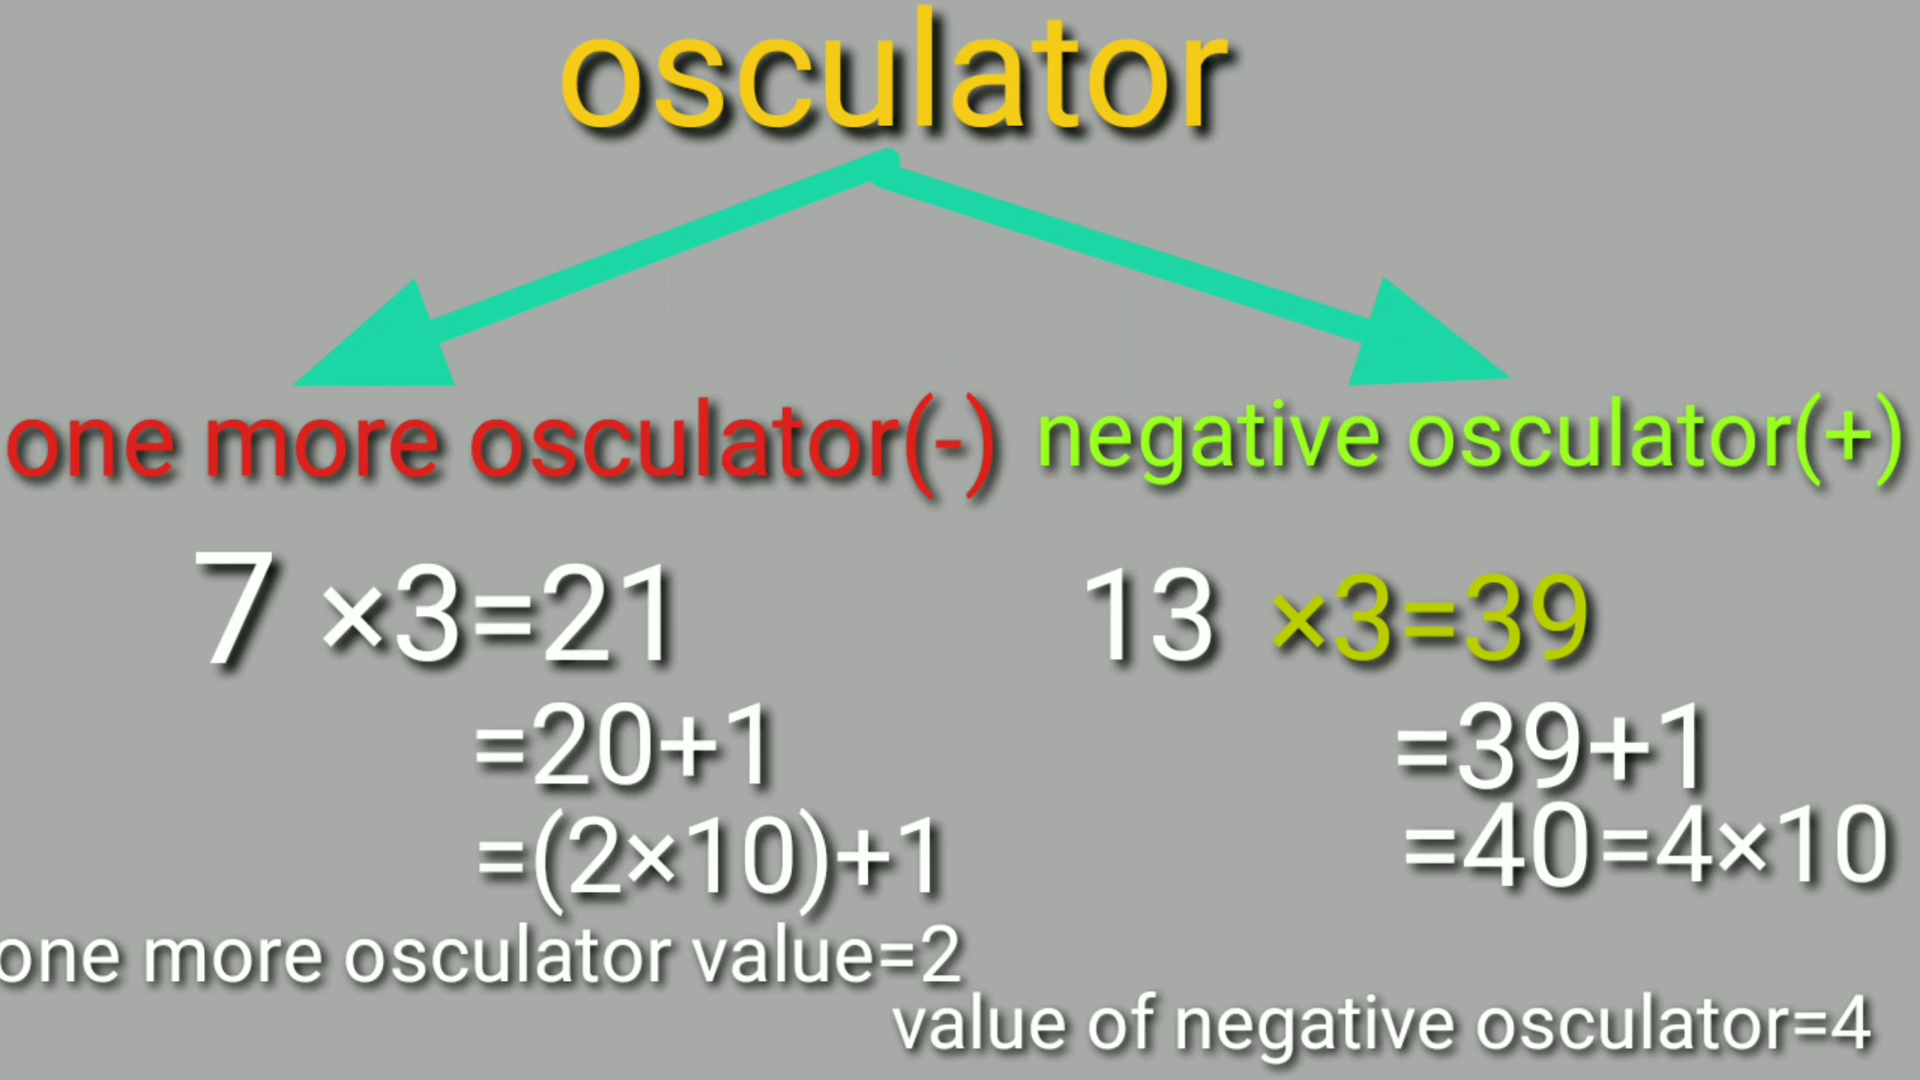 osculator
one more osculator(-)
7 ×3=21
=20+1
=(2×10)+1
one more osculator value=2
negative osculator(+)
13 ×3=39
=39+1
=40=4×10
value of negative osculator=4